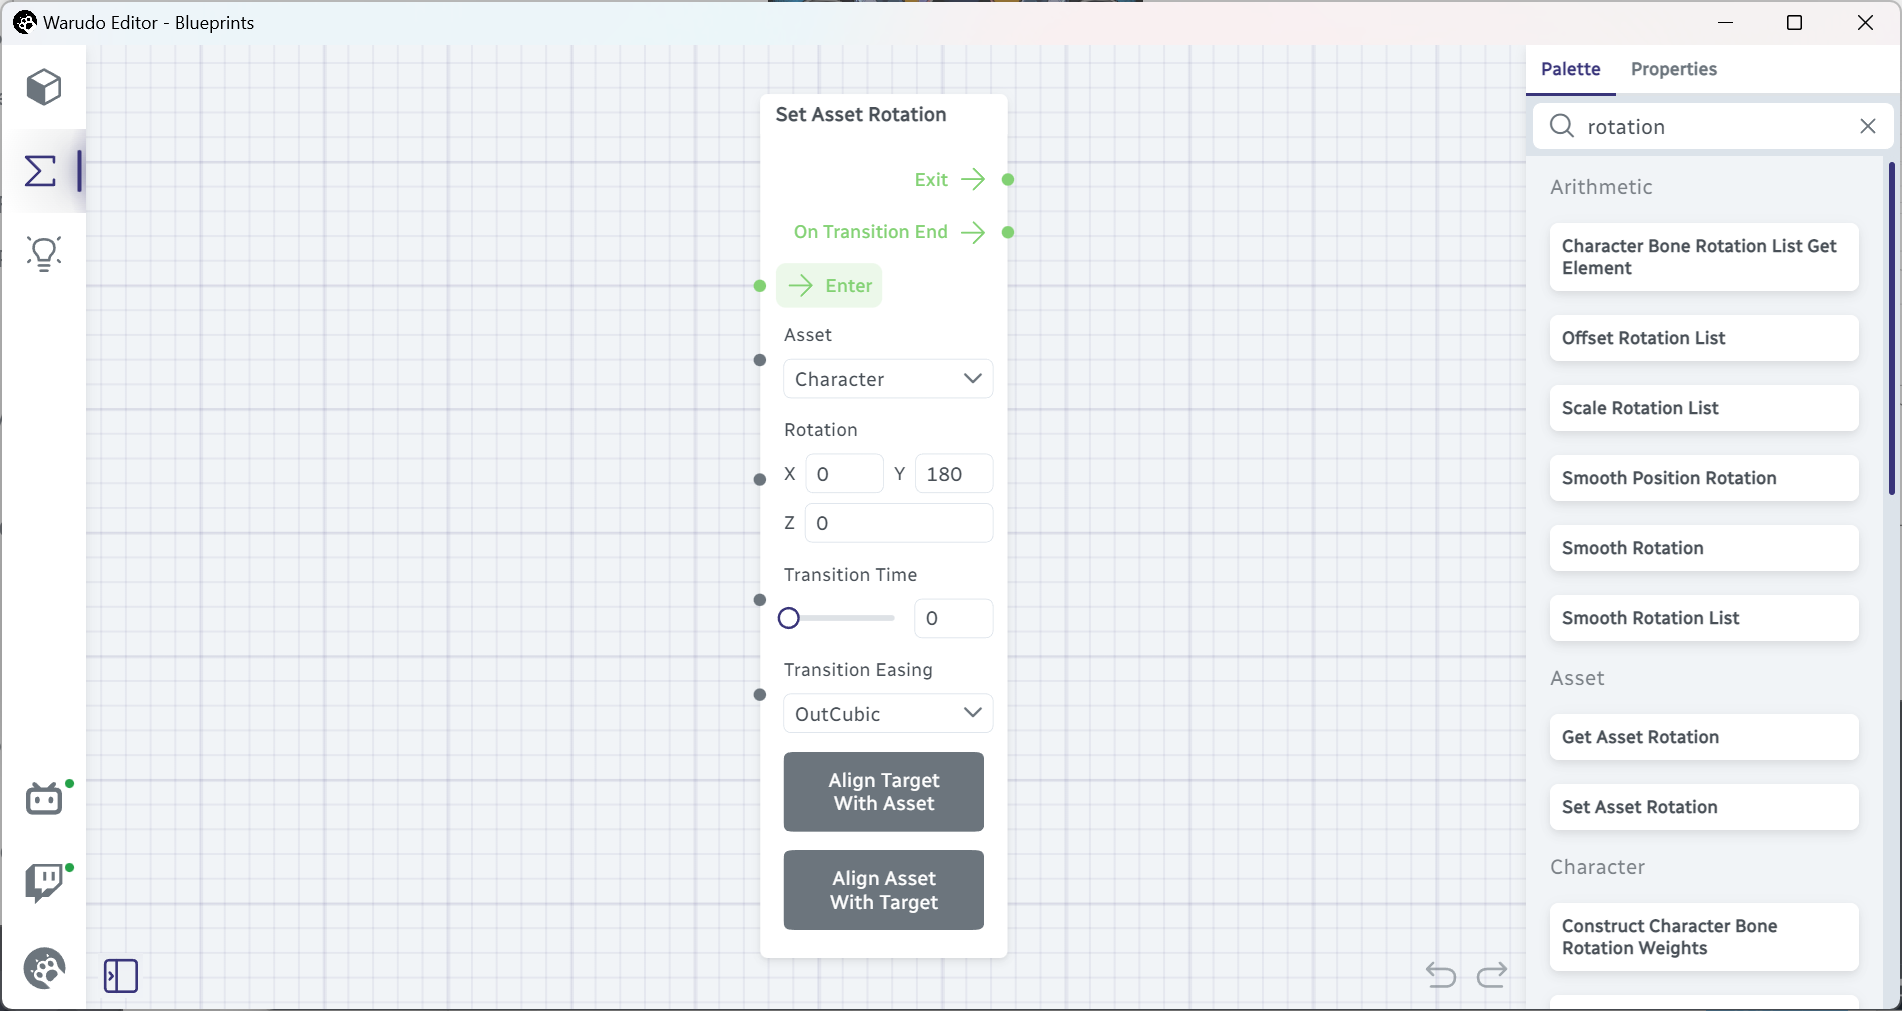 Warudo Editor - Blueprints
Set Asset Rotation
Exit
On Transition End
Enter
Asset
Character
Rotation
X 0 Y 180
Z 0
Transition Time
0
Transition Easing
OutCubic
Align Target
With Asset
Align Asset
With Target
Palette Properties
rotation
Arithmetic
Character Bone Rotation List Get
Element
Offset Rotation List
Scale Rotation List
Smooth Position Rotation
Smooth Rotation
Smooth Rotation List
Asset
Get Asset Rotation
Set Asset Rotation
Character
Construct Character Bone
Rotation Weights